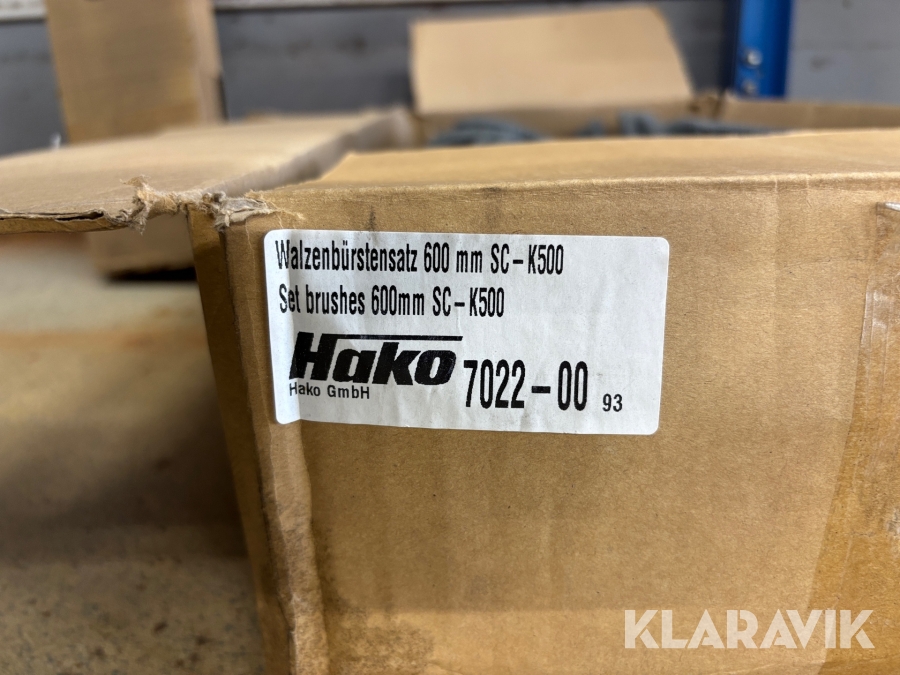 Walzenbürstensatz 600 mm SC-K500
Set brushes 600mm SC-K500
Hako
Hako GmbH
7022-00 93
KLARAVIK